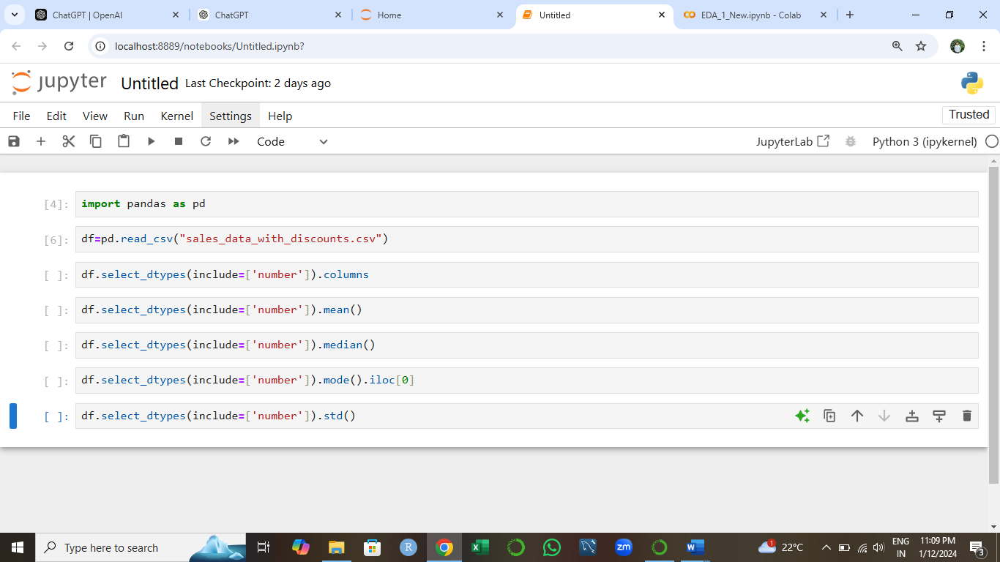 ChatGPT | OpenAI
ChatGPT
Home
Untitled
EDA_1_New.ipynb - Colab
localhost:8889/notebooks/Untitled.ipynb?
jupyter Untitled Last Checkpoint: 2 days ago
File Edit View Run Kernel Settings Help
Trusted
Code
JupyterLab
Python 3 (ipykernel)
[4]: import pandas as pd
[6]: df=pd.read_csv("sales_data_with_discounts.csv")
[ ]: df.select_dtypes(include=['number']).columns
[ ]: df.select_dtypes(include=['number']).mean()
[ ]: df.select_dtypes(include=['number']).median()
[ ]: df.select_dtypes(include=['number']).mode().iloc[0]
[ ]: df.select_dtypes(include=['number']).std()
Type here to search
R
zm
1
22°C
ENG
IN
11:09 PM
1/12/2024
3